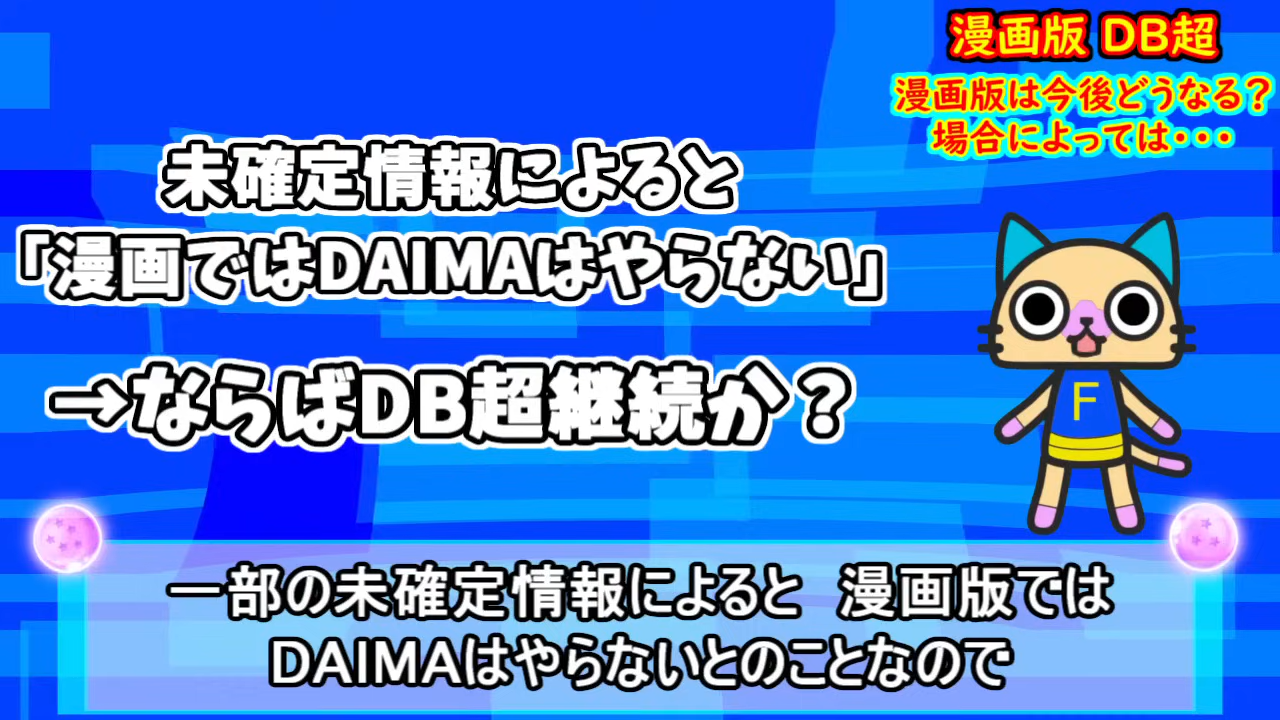 漫画版 DB超
漫画版は今後どうなる？
場合によっては・・・
未確定情報によると
「漫画ではDAIMAはやらない」
→ならばDB超継続か？
F
一部の未確定情報によると 漫画版では
DAIMAはやらないとのことなので